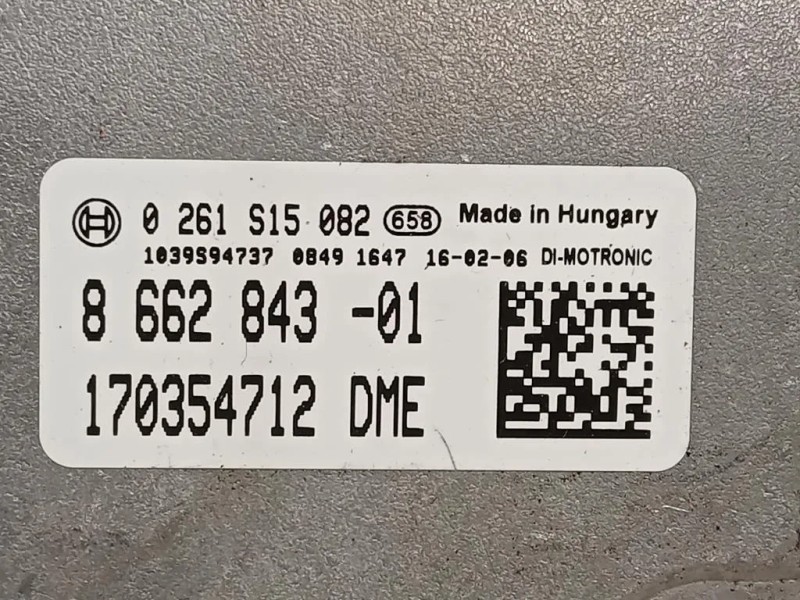 0 261 S15 082 658 Made in Hungary
1039S94737 0849 1647 16-02-06 DI-MOTRONIC
8 662 843 -01
170354712 DME